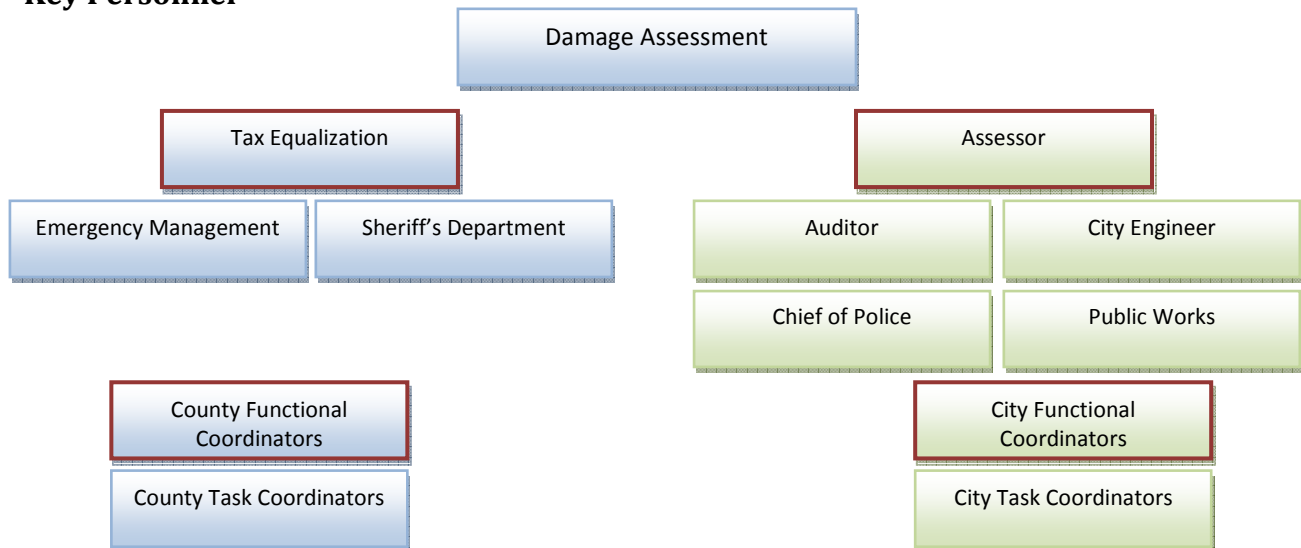 Key Personnel
Damage Assessment
Tax Equalization
Assessor
Emergency Management
Sheriff’s Department
Auditor
City Engineer
Chief of Police
Public Works
County Functional
Coordinators
City Functional
Coordinators
County Task Coordinators
City Task Coordinators